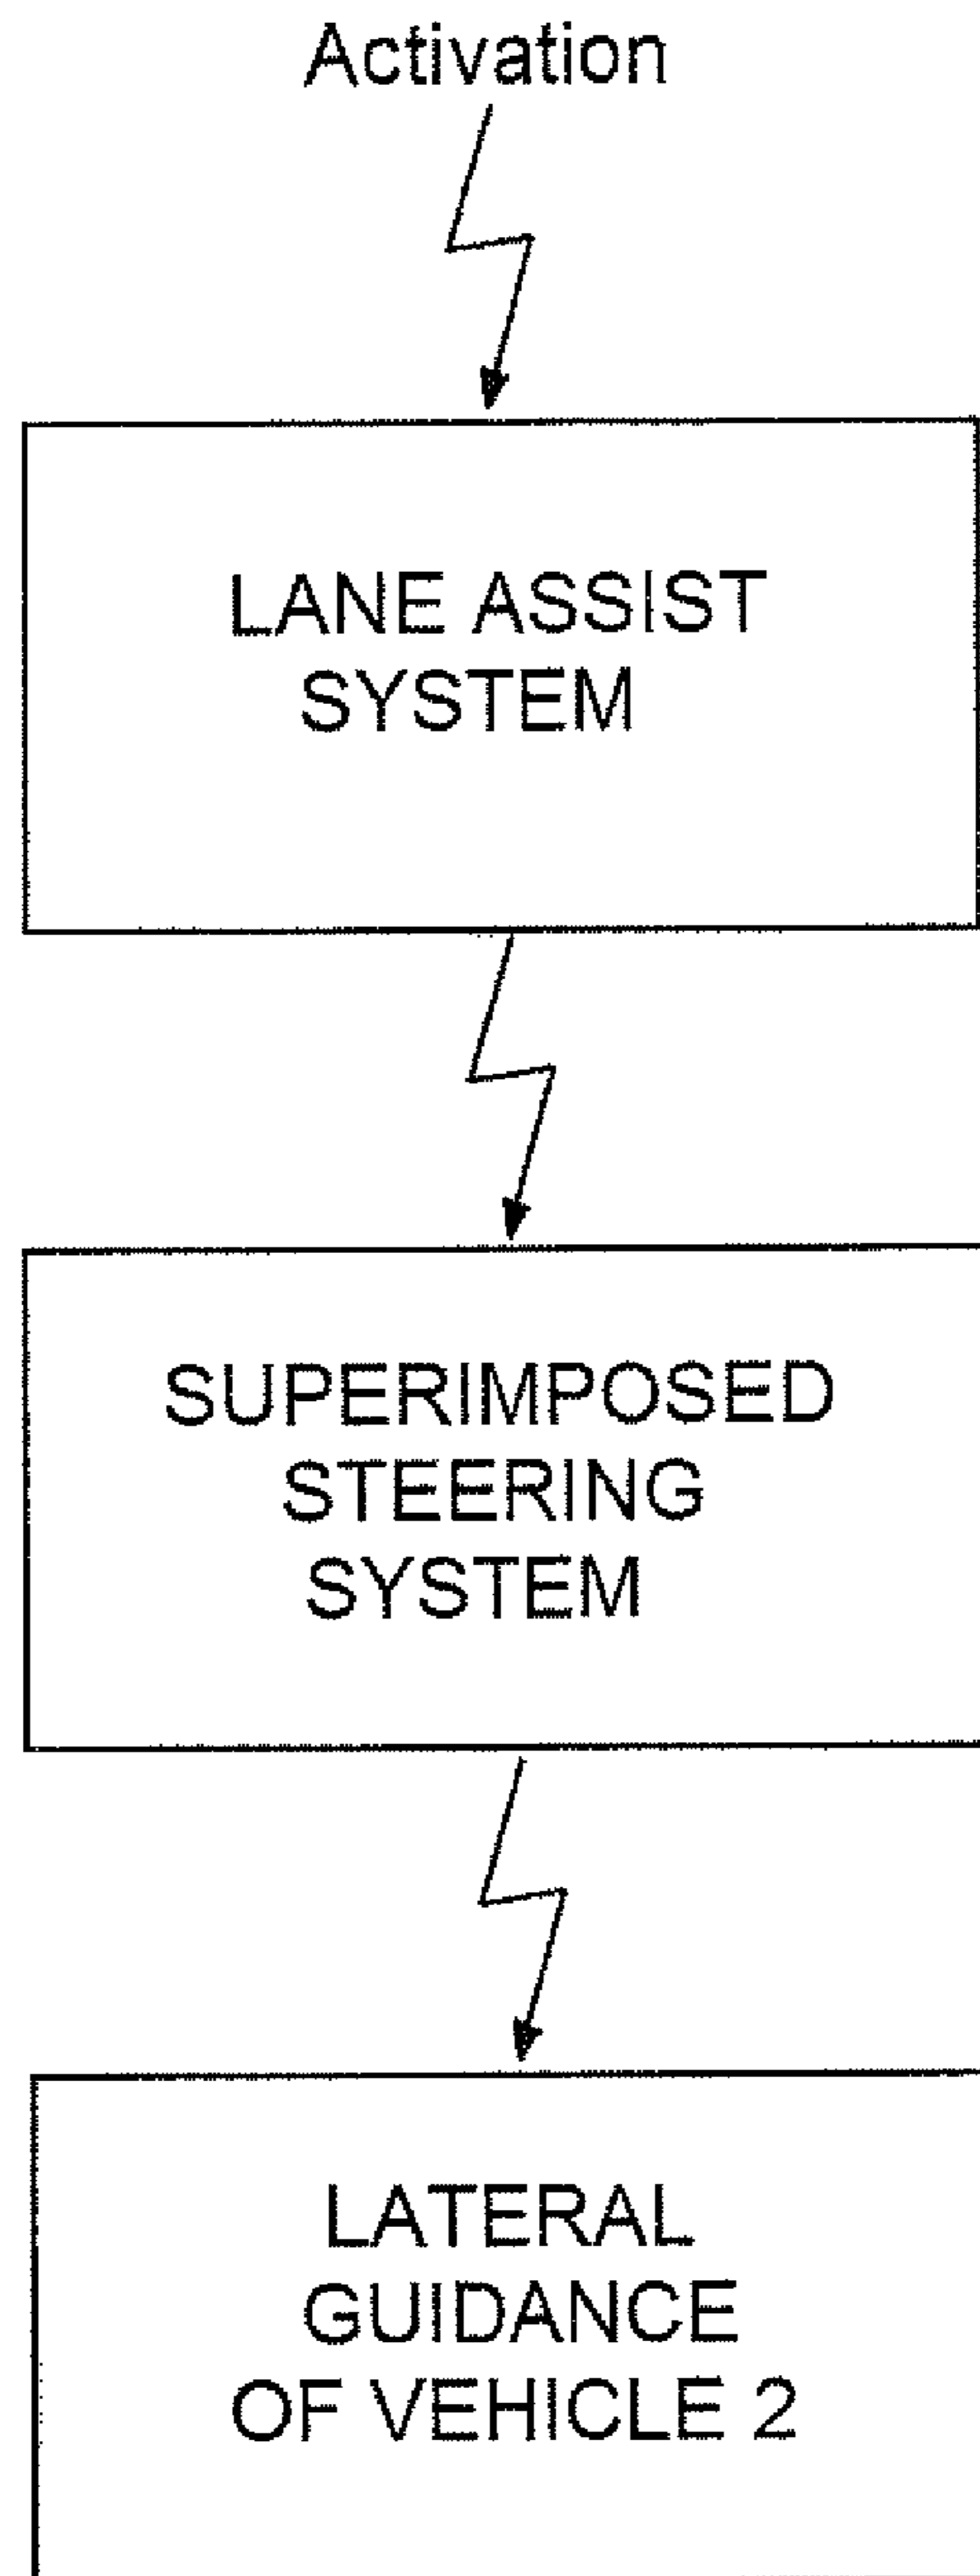 Activation
LANE ASSIST
SYSTEM
SUPERIMPOSED
STEERING
SYSTEM
LATERAL
GUIDANCE
OF VEHICLE 2